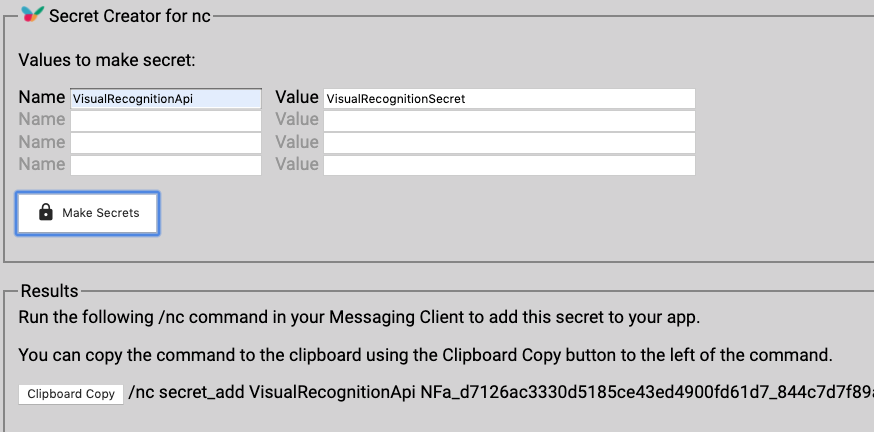 Secret Creator for nc
Values to make secret:
Name VisualRecognitionApi Value VisualRecognitionSecret
Name Value
Name Value
Name Value
Make Secrets
Results
Run the following /nc command in your Messaging Client to add this secret to your app.
You can copy the command to the clipboard using the Clipboard Copy button to the left of the command.
Clipboard Copy /nc secret_add VisualRecognitionApi NFa_d7126ac3330d5185ce43ed4900fd61d7_844c7d7f89a